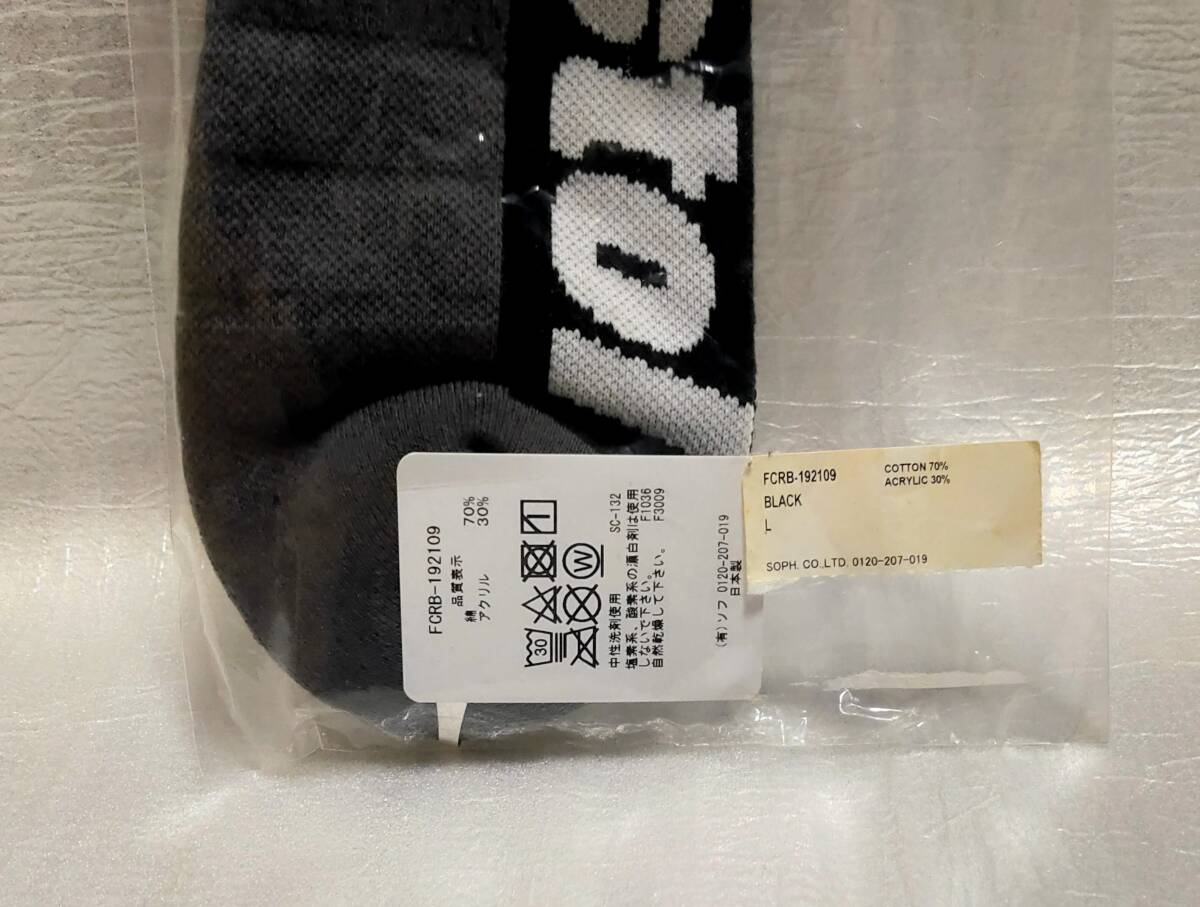 FCRB-192109
品質表示
綿 70%
アクリル 30%
30
W
SC-132
中性洗剤使用
塩素系、酸素系の漂白剤は使用
しないで下さい。 F1036
自然乾燥して下さい。 F3009
(有)ソフ 0120-207-019
日本製
FCRB-192109
COTTON 70%
ACRYLIC 30%
BLACK
L
SOPH. CO.,LTD. 0120-207-019